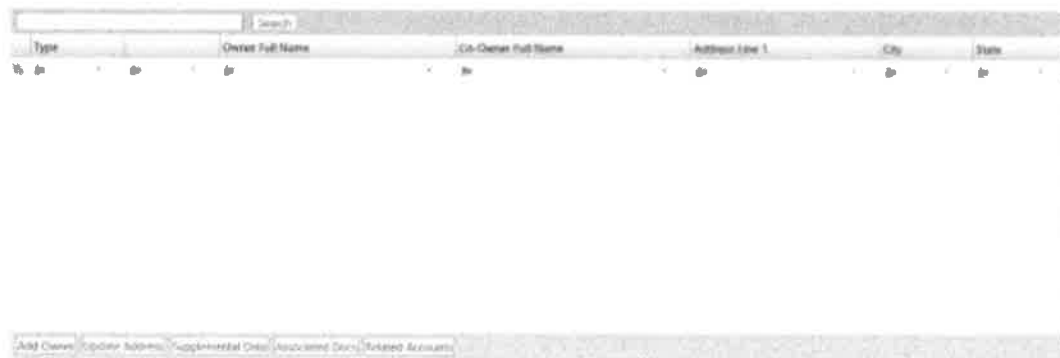 Search
Type Owner Full Name Co-Owner Full Name Address Line 1 City State
Add Owner Update Address Supplemental Data Associated Docs Related Accounts